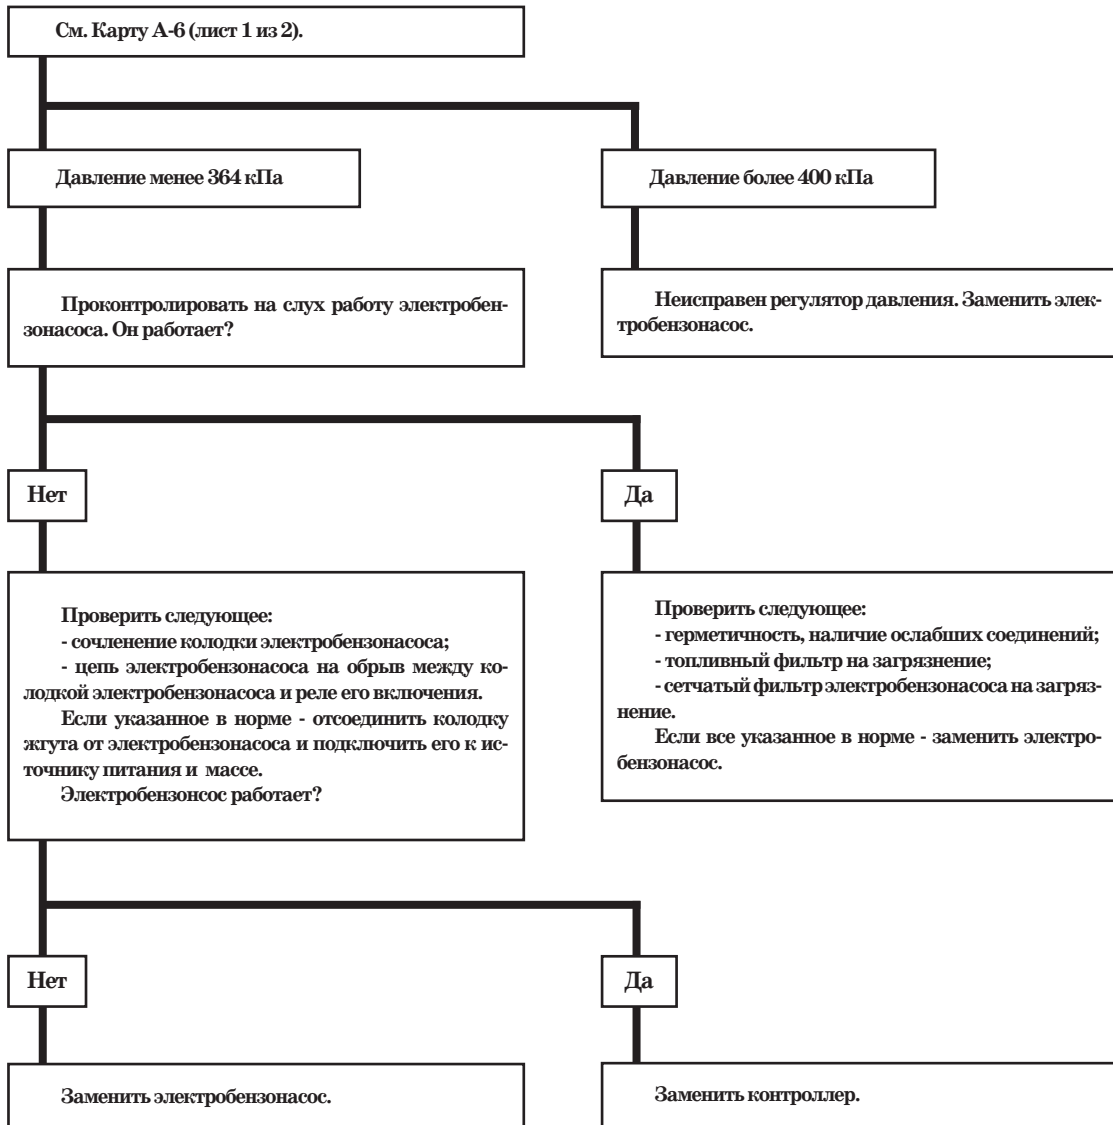 См. Карту А-6 (лист 1 из 2).
Давление менее 364 кПа
Давление более 400 кПа
Проконтролировать на слух работу электробен-
зонасоса. Он работает?
Неисправен регулятор давления. Заменить элек-
тробензонасос.
Нет
Да
Проверить следующее:
- сочленение колодки электробензонасоса;
- цепь электробензонасоса на обрыв между ко-
лодкой электробензонасоса и реле его включения.
Если указанное в норме - отсоединить колодку
жгута от электробензонасоса и подключить его к ис-
точнику питания и массе.
Электробензонсос работает?
Проверить следующее:
- герметичность, наличие ослабших соединений;
- топливный фильтр на загрязнение;
- сетчатый фильтр электробензонасоса на загряз-
нение.
Если все указанное в норме - заменить электро-
бензонасос.
Нет
Да
Заменить электробензонасос.
Заменить контроллер.